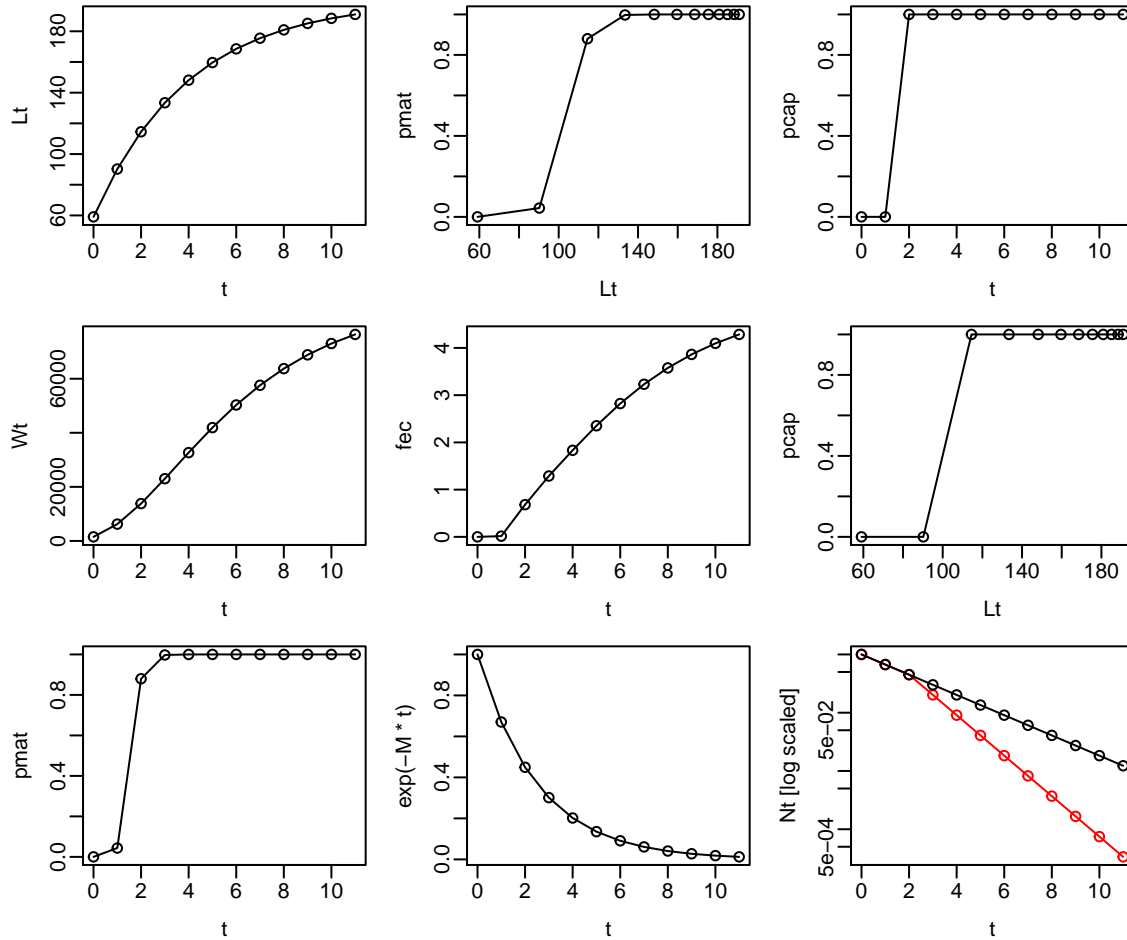 Lt
60
100
140
180
0 2 4 6 8 10
t
pmat
0.0
0.4
0.8
60 100 140 180
Lt
pcap
0.0
0.4
0.8
0 2 4 6 8 10
t
Wt
0
20000
60000
0 2 4 6 8 10
t
fec
0
1
2
3
4
0 2 4 6 8 10
t
pcap
0.0
0.4
0.8
60 100 140 180
Lt
pmat
0.0
0.4
0.8
0 2 4 6 8 10
t
exp(−M * t)
0.0
0.4
0.8
0 2 4 6 8 10
t
Nt [log scaled]
5e−04
5e−02
0 2 4 6 8 10
t